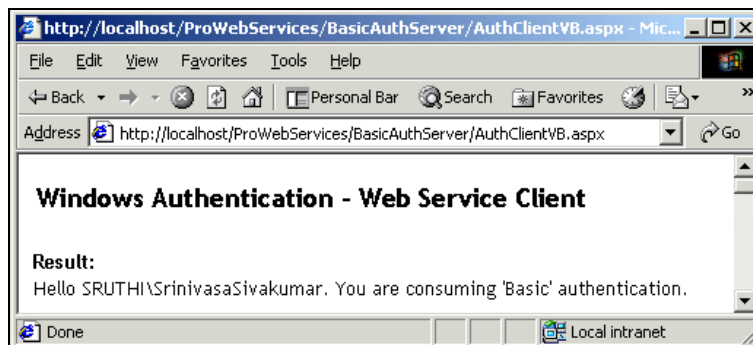 http://localhost/ProWebServices/BasicAuthServer/AuthClientVB.aspx - Mic...
File Edit View Favorites Tools Help
Back Personal Bar Search Favorites »
Address http://localhost/ProWebServices/BasicAuthServer/AuthClientVB.aspx Go
Windows Authentication - Web Service Client
Result:
Hello SRUTHI\SrinivasaSivakumar. You are consuming 'Basic' authentication.
Done Local intranet